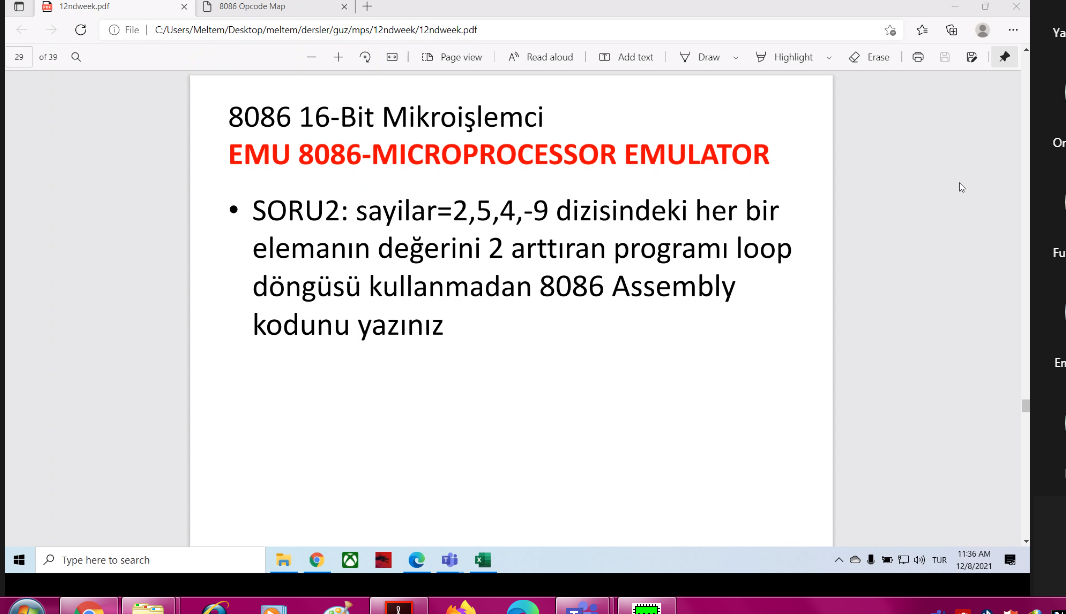 12ndweek.pdf
8086 Opcode Map
File
C:/Users/Meltem/Desktop/meltem/dersler/guz/mps/12ndweek/12ndweek.pdf
Ya
29 of 39
Page view
Read aloud
Add text
Draw
Highlight
Erase
8086 16-Bit Mikroişlemci
EMU 8086-MICROPROCESSOR EMULATOR
• SORU2: sayilar=2,5,4,-9 dizisindeki her bir
elemanın değerini 2 arttıran programı loop
döngüsü kullanmadan 8086 Assembly
kodunu yazınız
Fu
Type here to search
TUR
11:36 AM
12/8/2021